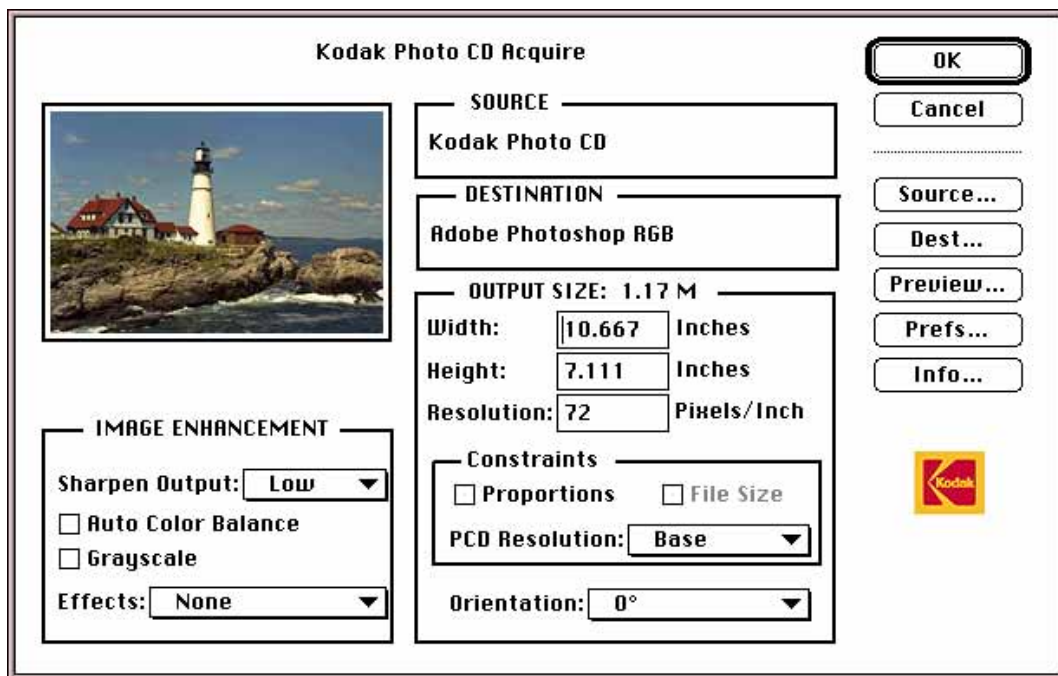 Kodak Photo CD Acquire
OK
Cancel
SOURCE
Kodak Photo CD
DESTINATION
Adobe Photoshop RGB
Source...
Dest...
Preview...
Prefs...
Info...
OUTPUT SIZE: 1.17 M
Width: 10.667 Inches
Height: 7.111 Inches
Resolution: 72 Pixels/Inch
Constraints
Proportions File Size
PCD Resolution: Base
Orientation: 0°
IMAGE ENHANCEMENT
Sharpen Output: Low
Auto Color Balance
Grayscale
Effects: None
Kodak